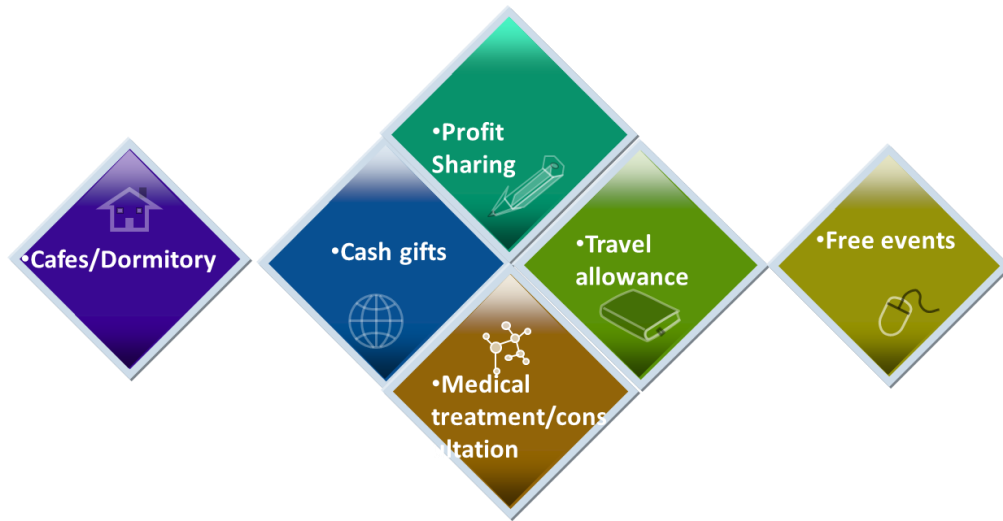 •Profit
Sharing
•Cafes/Dormitory
•Cash gifts
•Travel
allowance
•Free events
•Medical
treatment/cons
ultation